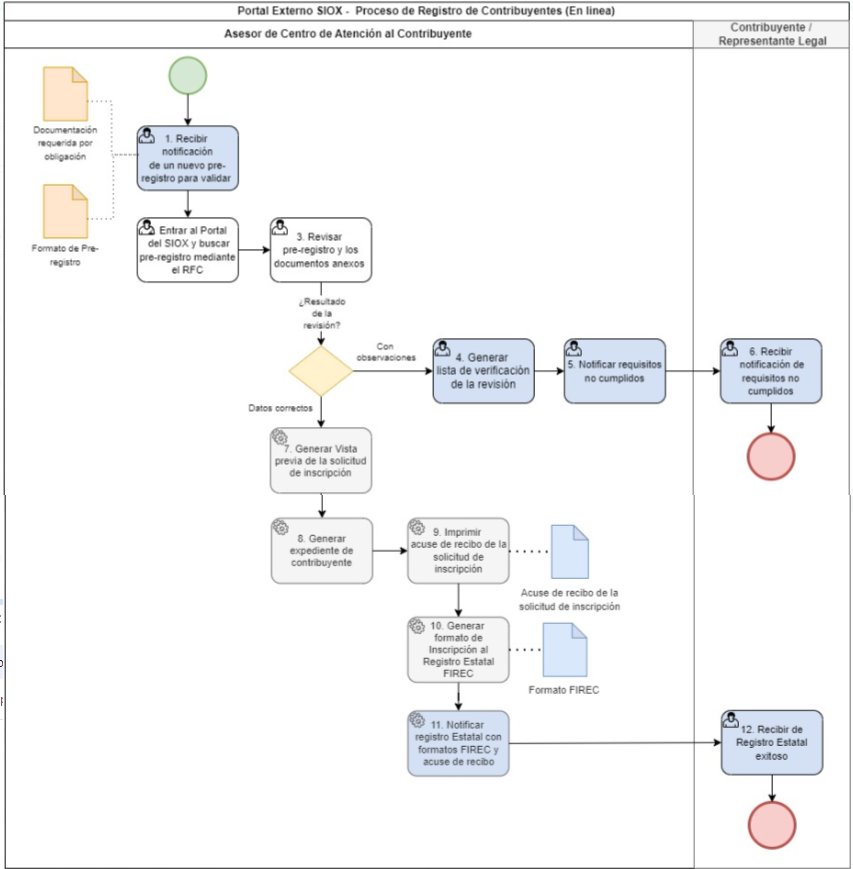 Portal Externo SIOX - Proceso de Registro de Contribuyentes (En linea)
Asesor de Centro de Atención al Contribuyente
Contribuyente /
Representante Legal
Documentación
requerida por
obligación
1. Recibir
notificación
de un nuevo pre-
registro para validar
Formato de Pre-
registro
Entrar al Portal
del SIOX y buscar
pre-registro mediante
el RFC
3. Revisar
pre-registro y los
documentos anexos
¿Resultado
de la
revisión?
Con
observaciones
4. Generar
lista de verificación
de la revisión
5. Notificar requisitos
no cumplidos
6. Recibir
notificación de
requisitos no
cumplidos
Datos correctos
7. Generar Vista
previa de la solicitud
de inscripción
8. Generar
expediente de
contribuyente
9. Imprimir
acuse de recibo de la
solicitud de
inscripción
Acuse de recibo de la
solicitud de inscripción
10. Generar
formato de
Inscripción al
Registro Estatal
FIREC
Formato FIREC
11. Notificar
registro Estatal con
formatos FIREC y
acuse de recibo
12. Recibir de
Registro Estatal
exitoso